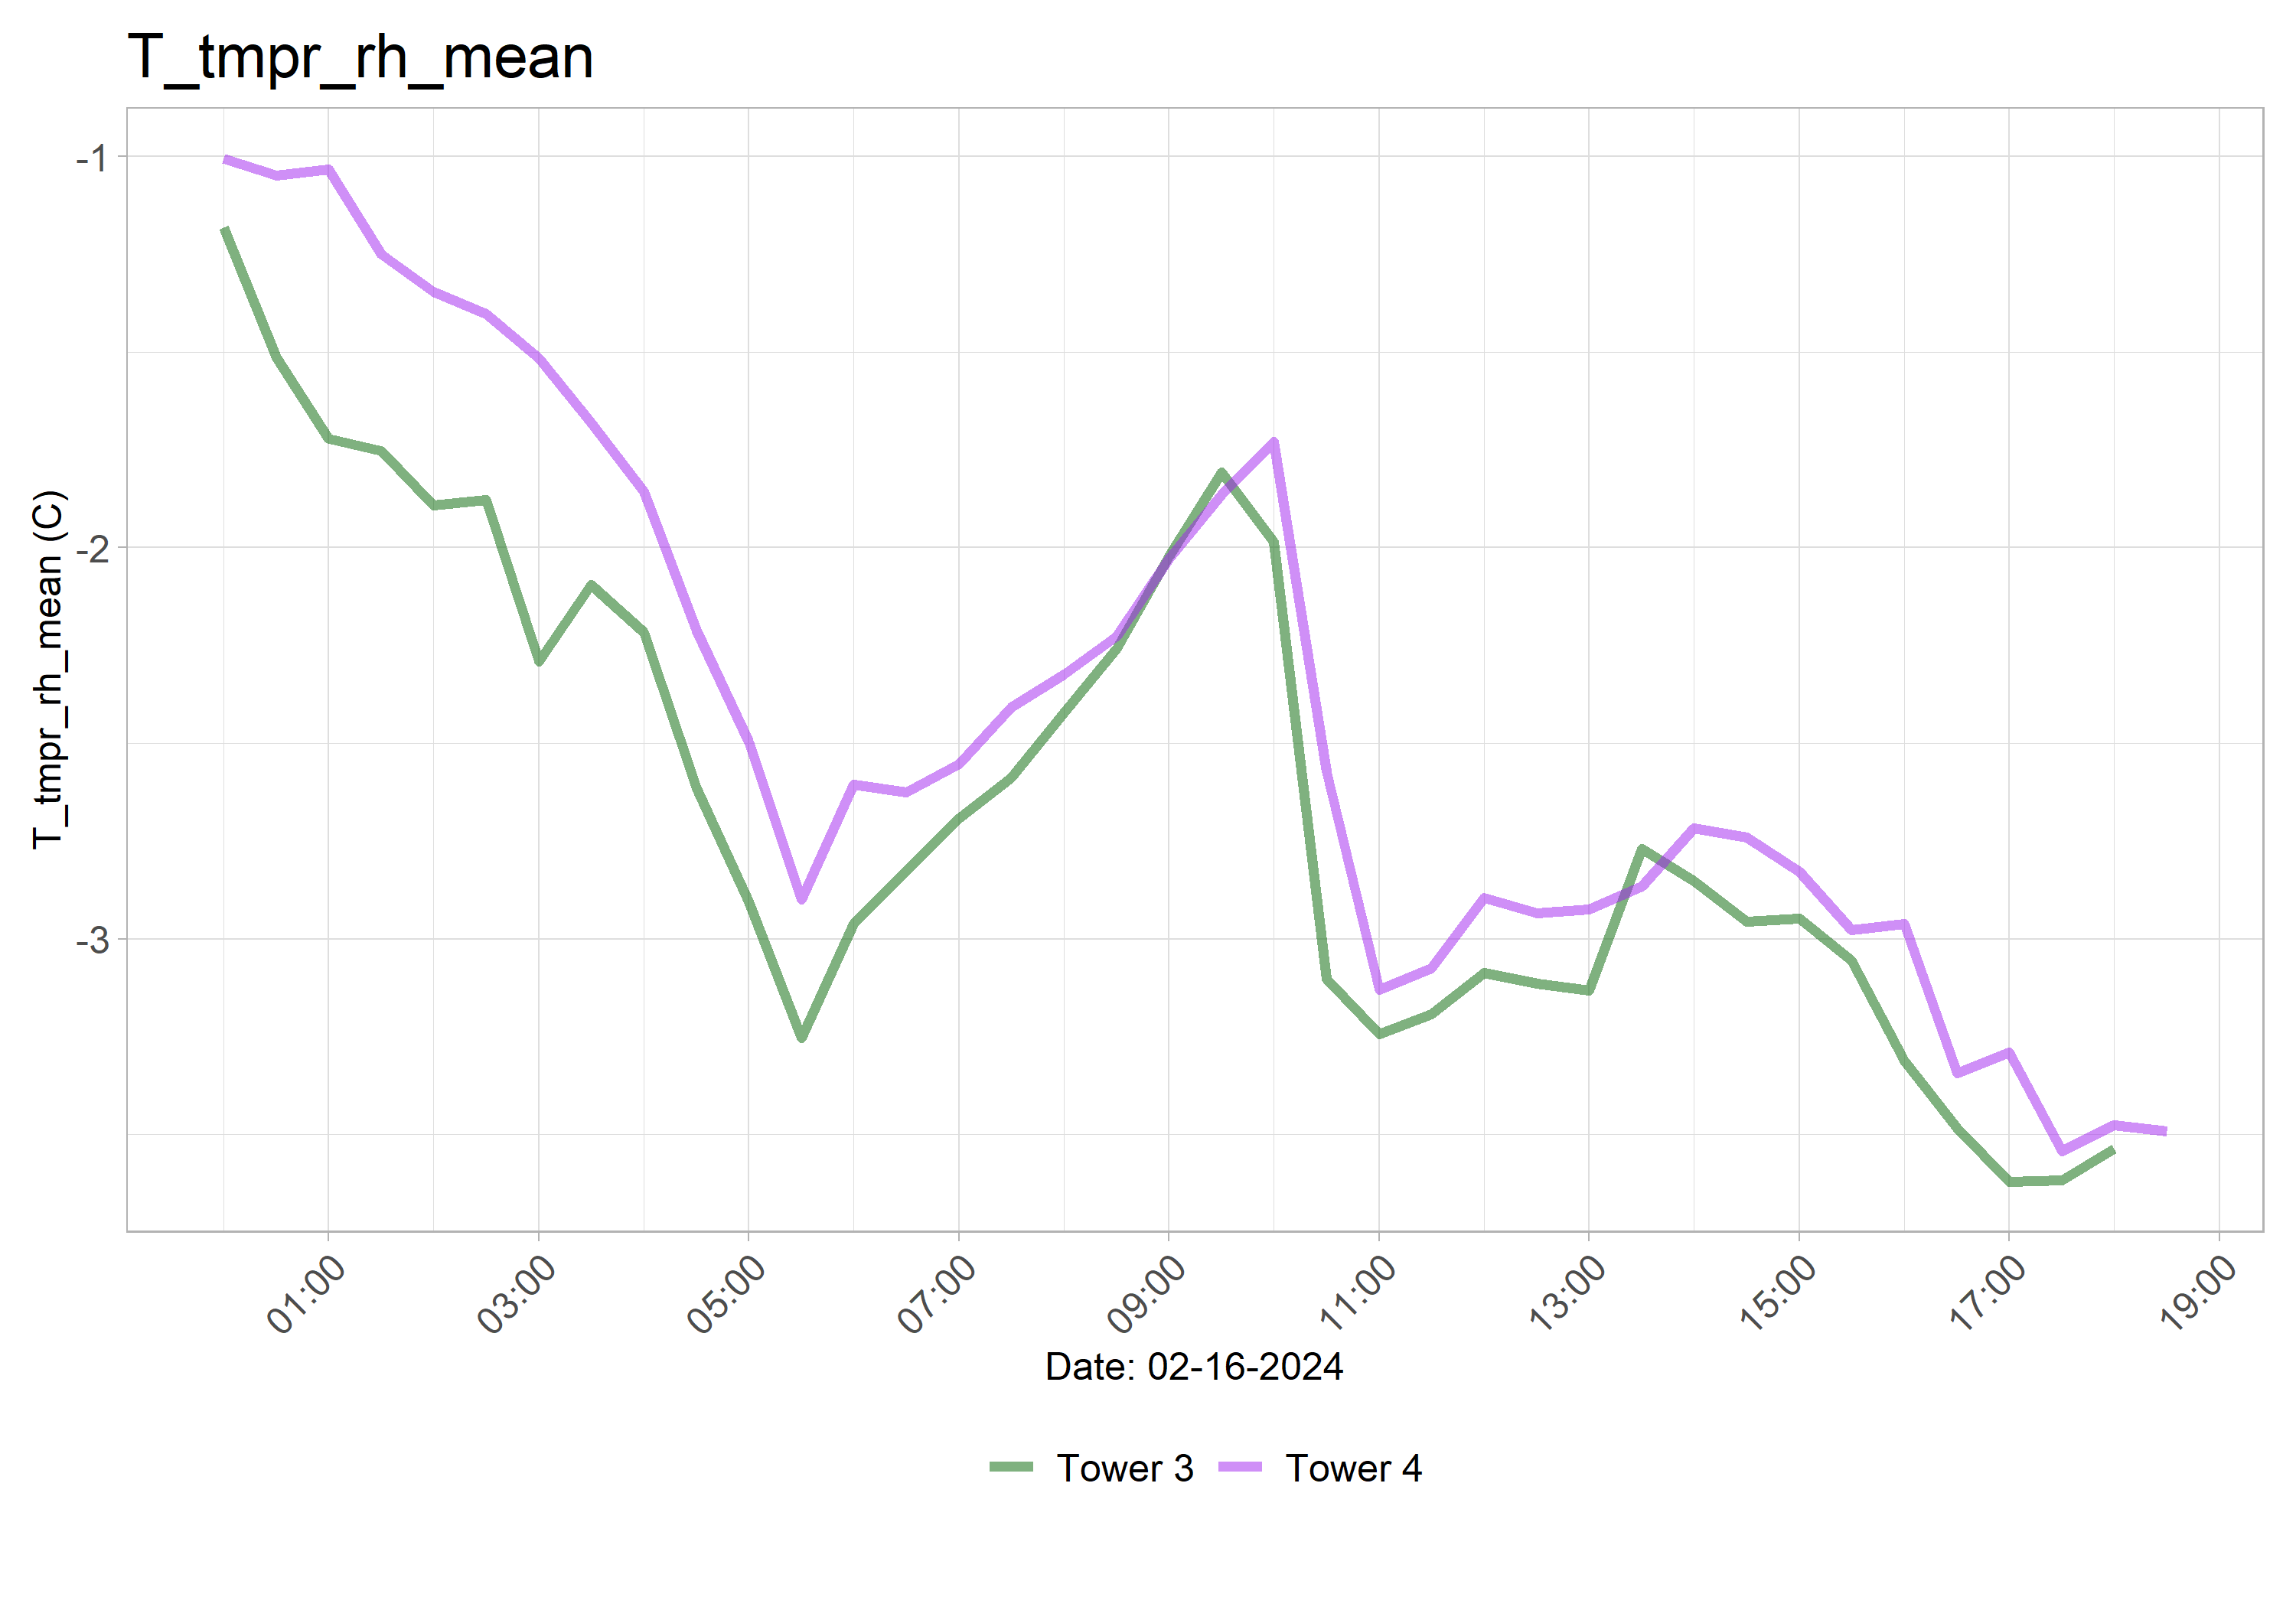 T_tmpr_rh_mean
T_tmpr_rh_mean (C)
-1
-2
-3
01:00
03:00
05:00
07:00
09:00
11:00
13:00
15:00
17:00
19:00
Date: 02-16-2024
Tower 3
Tower 4